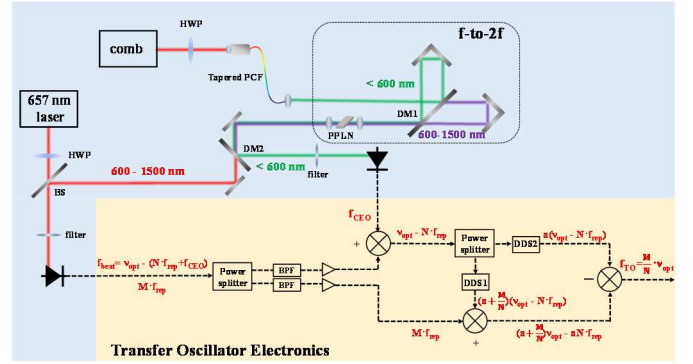 HWP
comb
Tapered PCF
f-to-2f
< 600 nm
657 nm
laser
DM1
600-1500 nm
PPLN
HWP
DM2
600 - 1500 nm
< 600 nm
filter
BS
filter
f_CEO
ν_opt - N·f_rep
n(ν_opt - N·f_rep)
+
Power
splitter
DDS2
f_TO = M/N · ν_opt
f_beat = ν_opt - (N·f_rep+f_CEO)
Power
splitter
BPF
BPF
DDS1
−
M·f_rep
(n+M/N)(ν_opt - N·f_rep)
M·f_rep
+
(n+M/N)ν_opt - nN·f_rep
Transfer Oscillator Electronics